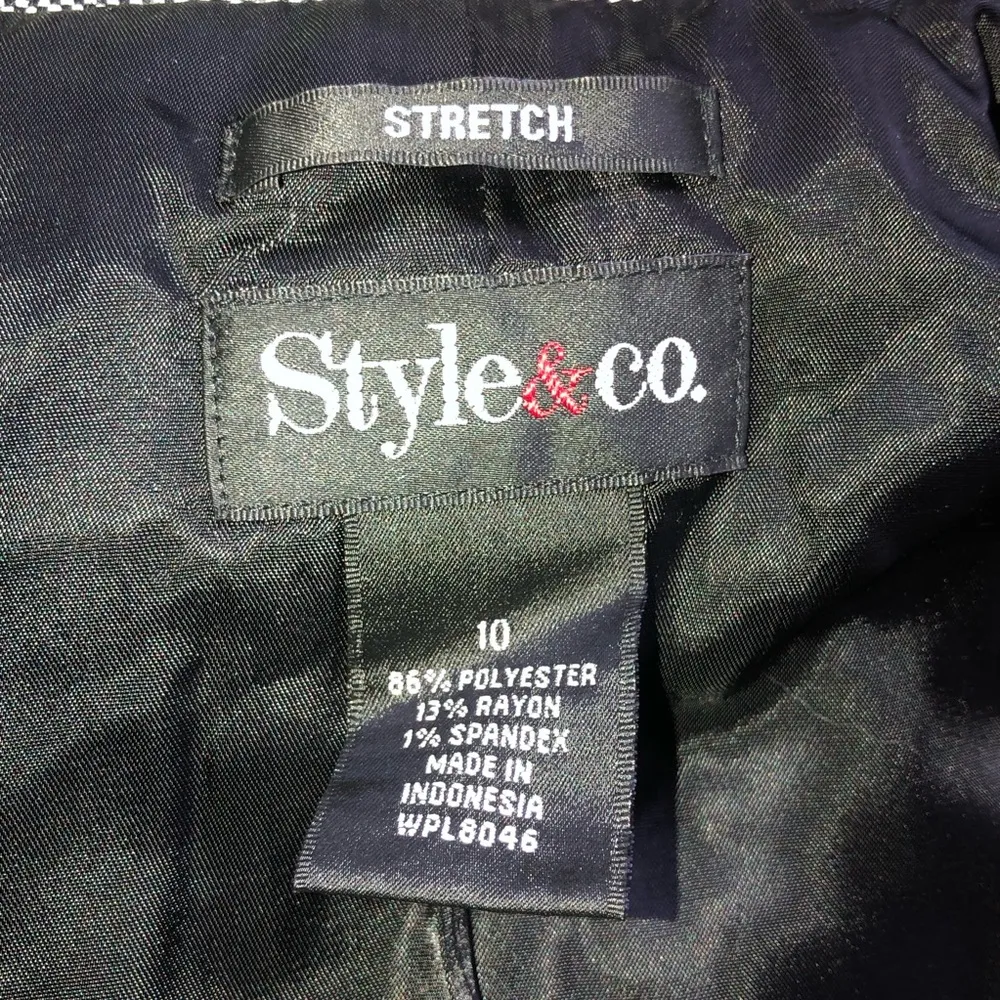 STRETCH
Style&co.
10
86% POLYESTER
13% RAYON
1% SPANDEX
MADE IN
INDONESIA
WPL8046